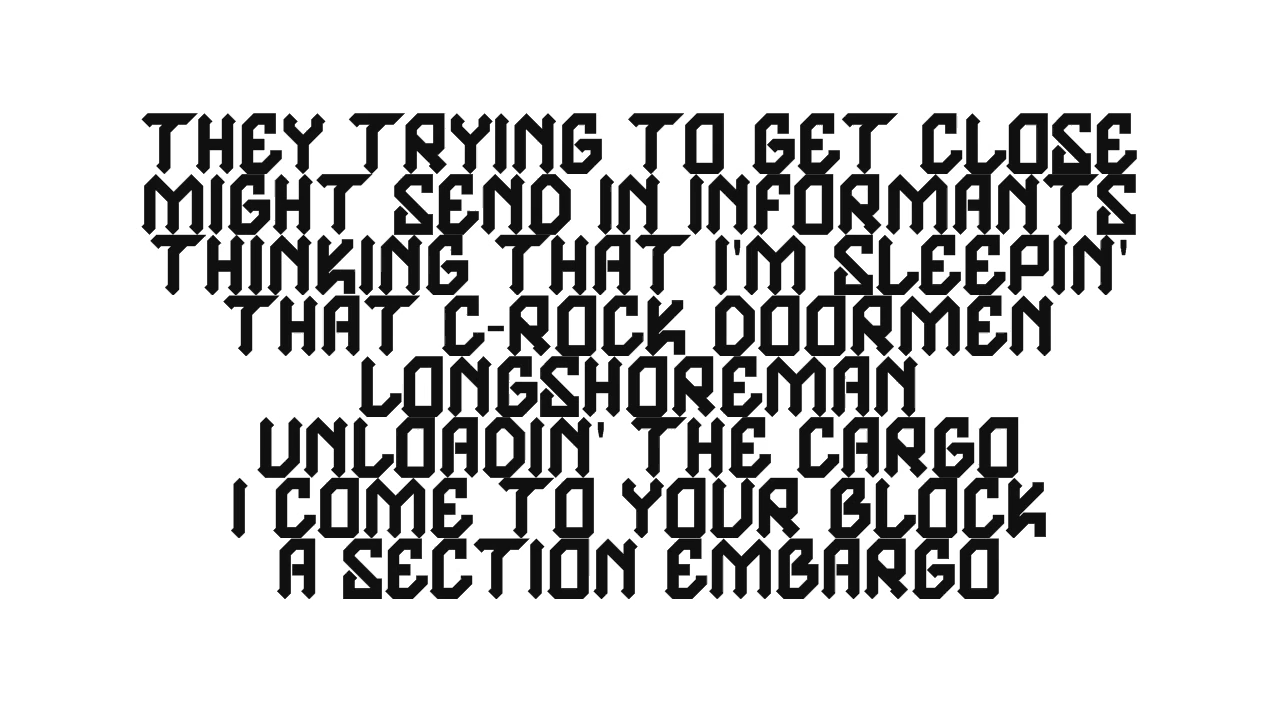 THEY TRYING TO GET CLOSE
MIGHT SEND IN INFORMANTS
THINKING THAT I'M SLEEPIN'
THAT C-ROCK DOORMEN
LONGSHOREMAN
UNLOADIN' THE CARGO
I COME TO YOUR BLOCK
A SECTION EMBARGO